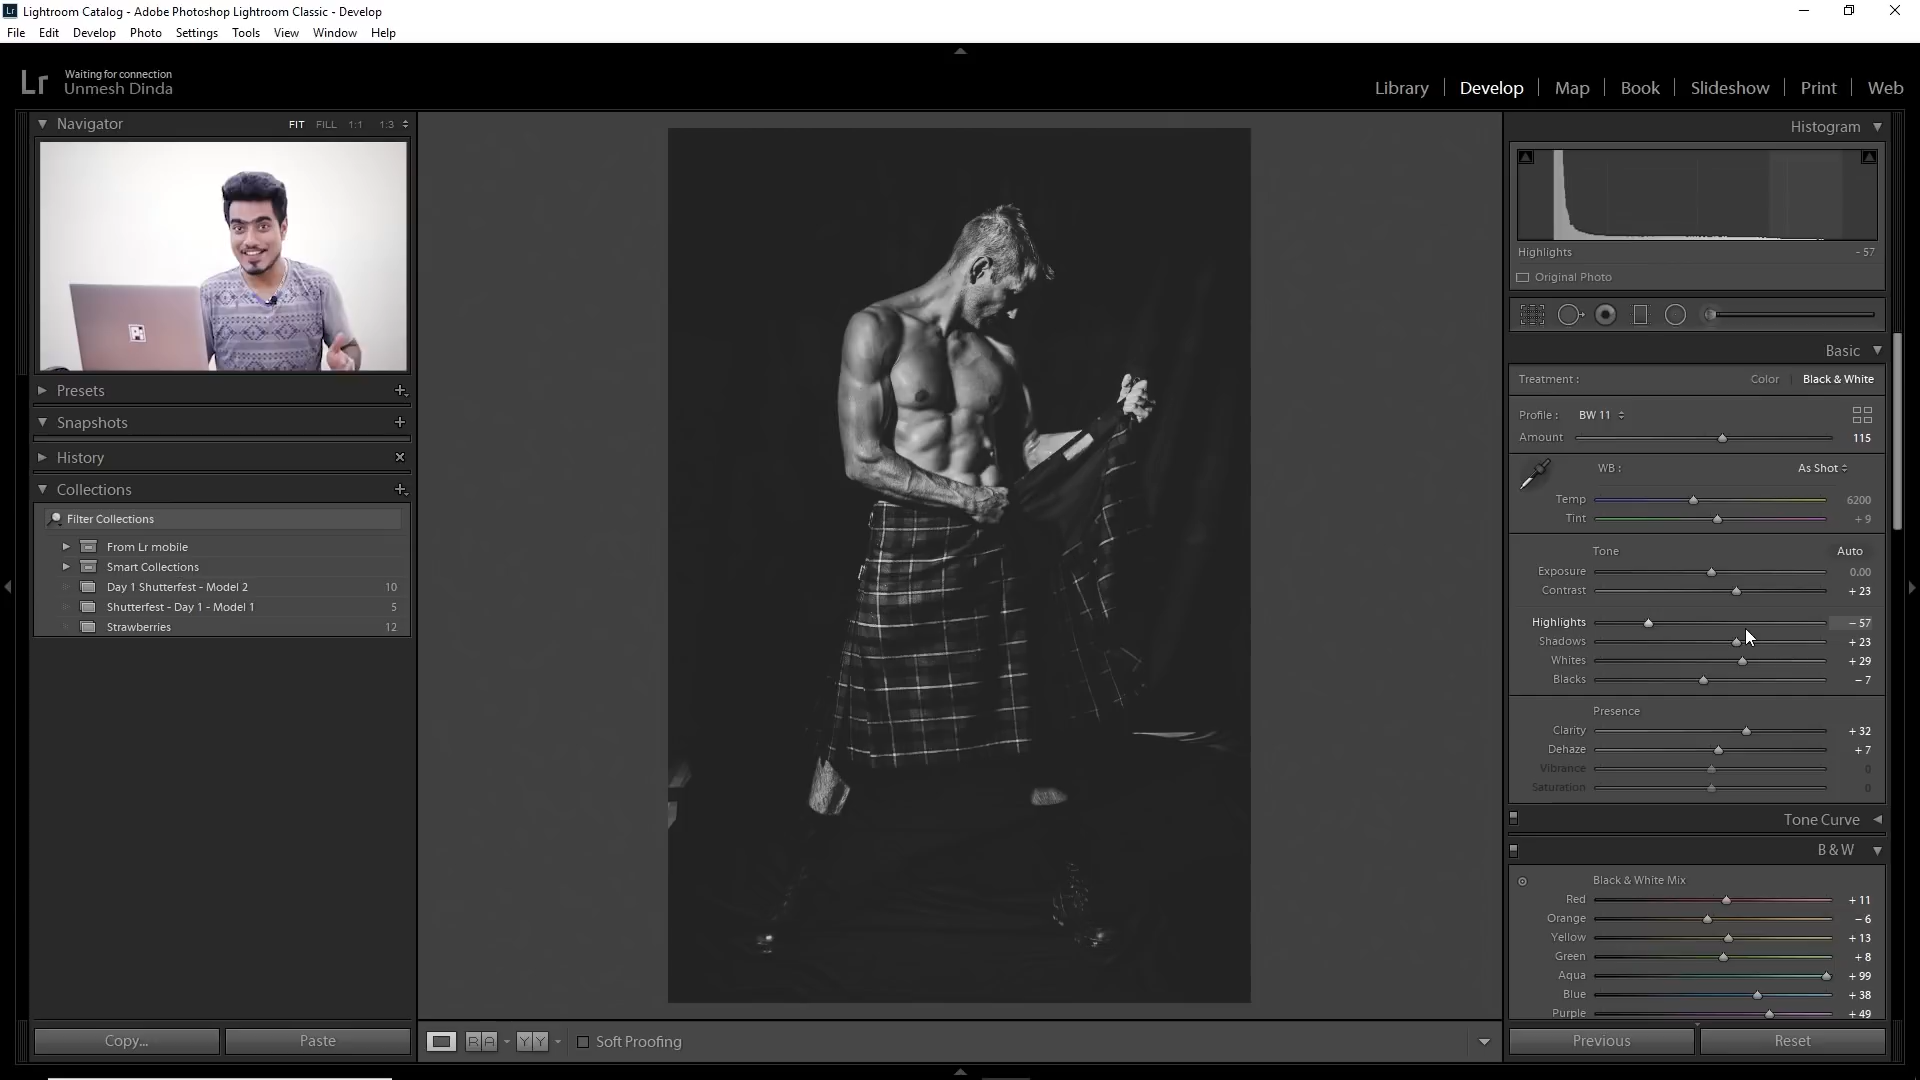 Lr Lightroom Catalog - Adobe Photoshop Lightroom Classic - Develop
File Edit Develop Photo Settings Tools View Window Help
Lr Waiting for connection
Unmesh Dinda
Library Develop Map Book Slideshow Print Web
Navigator FIT FILL 1:1 1:3
Presets
Snapshots
History
Collections
Filter Collections
From Lr mobile
Smart Collections
Day 1 Shutterfest - Model 2 10
Shutterfest - Day 1 - Model 1 5
Strawberries 12
Copy... Paste
R A Y Y Soft Proofing
Histogram
Highlights - 57
Original Photo
Basic
Treatment : Color Black & White
Profile : BW 11
Amount 115
WB : As Shot
Temp 6200
Tint + 9
Tone Auto
Exposure 0.00
Contrast + 23
Highlights - 57
Shadows + 23
Whites + 29
Blacks - 7
Presence
Clarity + 32
Dehaze + 7
Vibrance 0
Saturation 0
Tone Curve
B & W
Black & White Mix
Red + 11
Orange - 6
Yellow + 13
Green + 8
Aqua + 99
Blue + 38
Purple + 49
Previous Reset